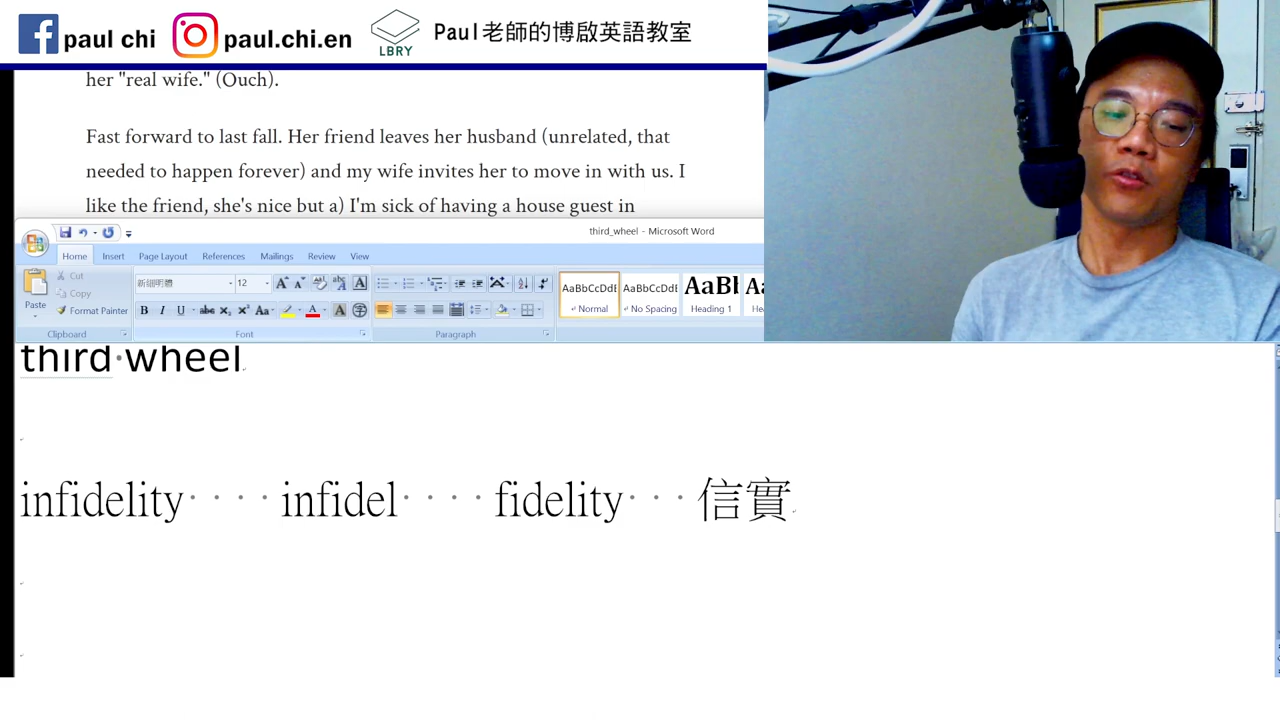 paul chi
paul.chi.en
LBRY
Paul老師的博啟英語教室
her "real wife." (Ouch).
Fast forward to last fall. Her friend leaves her husband (unrelated, that
needed to happen forever) and my wife invites her to move in with us. I
like the friend, she's nice but a) I'm sick of having a house guest in
third_wheel - Microsoft Word
Home Insert Page Layout References Mailings Review View
Paste
Cut
Copy
Format Painter
Clipboard
新細明體 12
B I U abc x₂ x² Aa
Font
Paragraph
AaBbCcDdE
Normal
AaBbCcDdE
No Spacing
AaBl
Heading 1
third wheel
infidelity infidel fidelity 信實